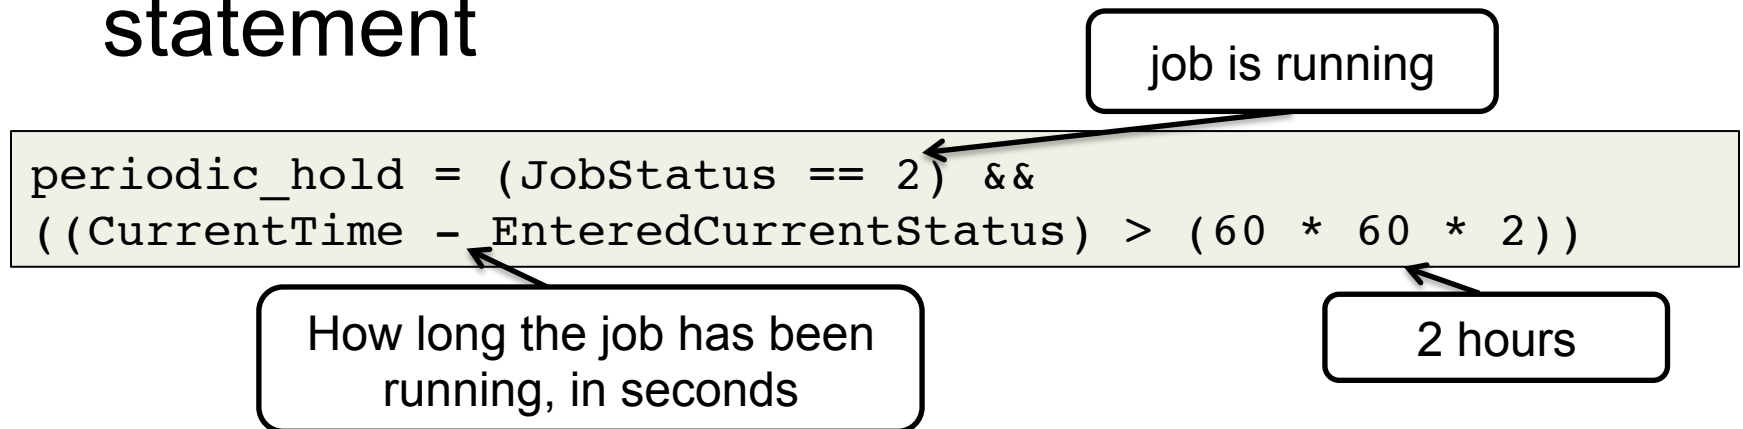 statement
job is running
periodic_hold = (JobStatus == 2) &&
((CurrentTime - EnteredCurrentStatus) > (60 * 60 * 2))
How long the job has been
running, in seconds
2 hours